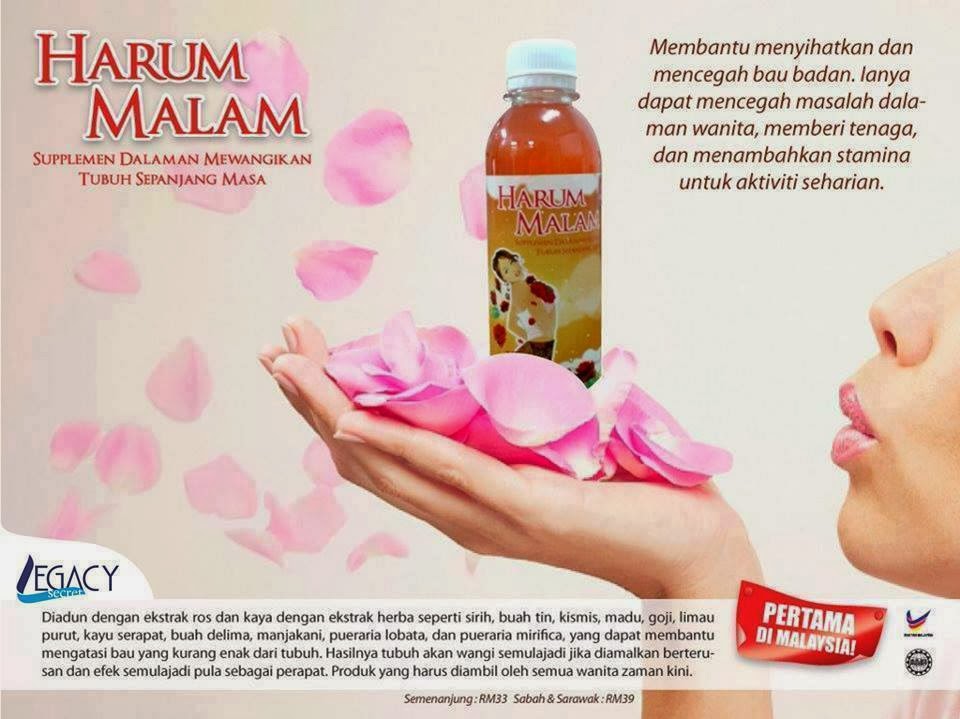 HARUM
MALAM
SUPPLEMEN DALAMAN MEWANGIKAN
TUBUH SEPANJANG MASA
Membantu menyihatkan dan
mencegah bau badan. Ianya
dapat mencegah masalah dala-
man wanita, memberi tenaga,
dan menambahkan stamina
untuk aktiviti seharian.
HARUM
MALAM
SUPPLEMEN
TUBUH
LEGACY
secret
Diadun dengan ekstrak ros dan kaya dengan ekstrak herba seperti sirih, buah tin, kismis, madu, goji, limau
purut, kayu serapat, buah delima, manjakani, pueraria lobata, dan pueraria mirifica, yang dapat membantu
mengatasi bau yang kurang enak dari tubuh. Hasilnya tubuh akan wangi semulajadi jika diamalkan berteru-
san dan efek semulajadi pula sebagai perapat. Produk yang harus diambil oleh semua wanita zaman kini.
PERTAMA
DI MALAYSIA!
Semenanjung : RM33 Sabah & Sarawak : RM39